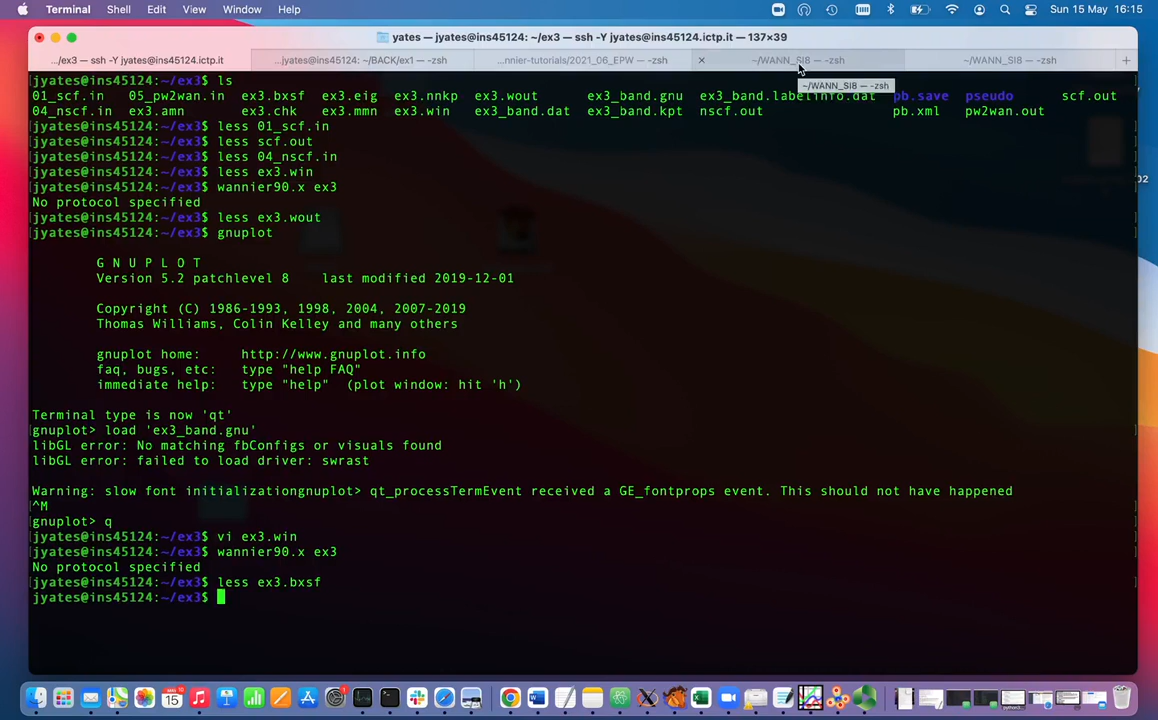 Terminal Shell Edit View Window Help Sun 15 May 16:15
yates — jyates@ins45124: ~/ex3 — ssh -Y jyates@ins45124.ictp.it — 137×39
.../ex3 — ssh -Y jyates@ins45124.ictp.it ...jyates@ins45124: ~/BACK/ex1 — -zsh ...nnier-tutorials/2021_06_EPW — -zsh ~/WANN_SI8 — -zsh ~/WANN_SI8 — -zsh
~/WANN_SI8 — -zsh
jyates@ins45124:~/ex3$ ls
01_scf.in 05_pw2wan.in ex3.bxsf ex3.eig ex3.nnkp ex3.wout ex3_band.gnu ex3_band.labelinfo.dat pb.save pseudo scf.out
04_nscf.in ex3.amn ex3.chk ex3.mmn ex3.win ex3_band.dat ex3_band.kpt nscf.out pb.xml pw2wan.out
jyates@ins45124:~/ex3$ less 01_scf.in
jyates@ins45124:~/ex3$ less scf.out
jyates@ins45124:~/ex3$ less 04_nscf.in
jyates@ins45124:~/ex3$ less ex3.win
jyates@ins45124:~/ex3$ wannier90.x ex3
No protocol specified
jyates@ins45124:~/ex3$ less ex3.wout
jyates@ins45124:~/ex3$ gnuplot
G N U P L O T
Version 5.2 patchlevel 8 last modified 2019-12-01
Copyright (C) 1986-1993, 1998, 2004, 2007-2019
Thomas Williams, Colin Kelley and many others
gnuplot home: http://www.gnuplot.info
faq, bugs, etc: type "help FAQ"
immediate help: type "help" (plot window: hit 'h')
Terminal type is now 'qt'
gnuplot> load 'ex3_band.gnu'
libGL error: No matching fbConfigs or visuals found
libGL error: failed to load driver: swrast
Warning: slow font initializationgnuplot> qt_processTermEvent received a GE_fontprops event. This should not have happened
^M
gnuplot> q
jyates@ins45124:~/ex3$ vi ex3.win
jyates@ins45124:~/ex3$ wannier90.x ex3
No protocol specified
jyates@ins45124:~/ex3$ less ex3.bxsf
jyates@ins45124:~/ex3$